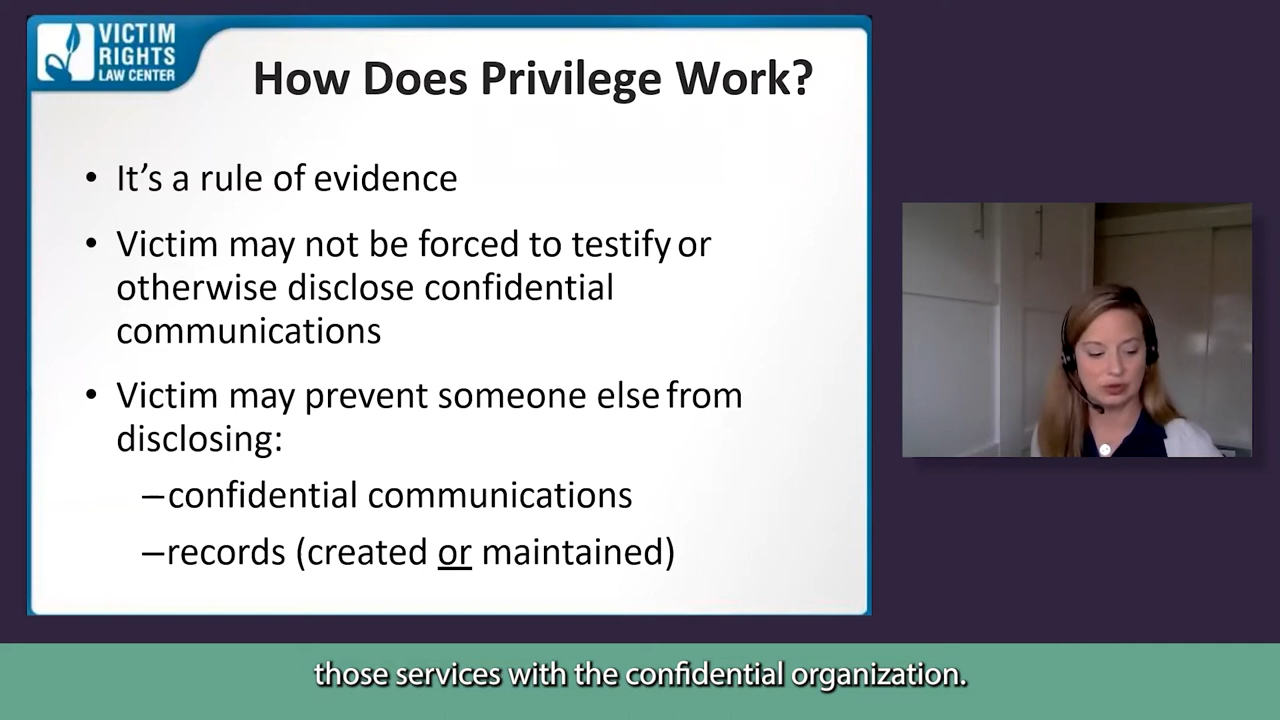 VICTIM
RIGHTS
LAW CENTER
How Does Privilege Work?
• It’s a rule of evidence
• Victim may not be forced to testify or
otherwise disclose confidential
communications
• Victim may prevent someone else from
disclosing:
–confidential communications
–records (created or maintained)
those services with the confidential organization.